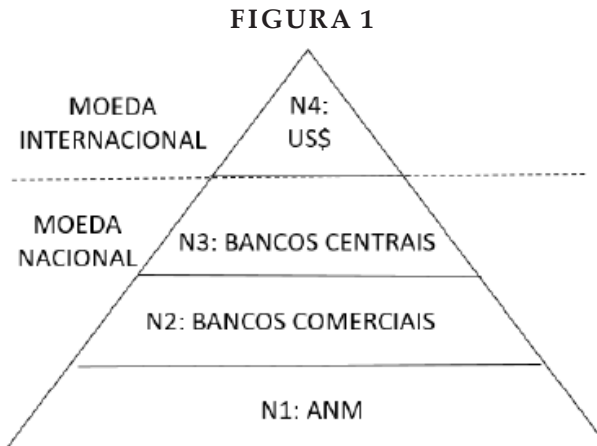 FIGURA 1
MOEDA
INTERNACIONAL
N4:
US$
MOEDA
NACIONAL
N3: BANCOS CENTRAIS
N2: BANCOS COMERCIAIS
N1: ANM